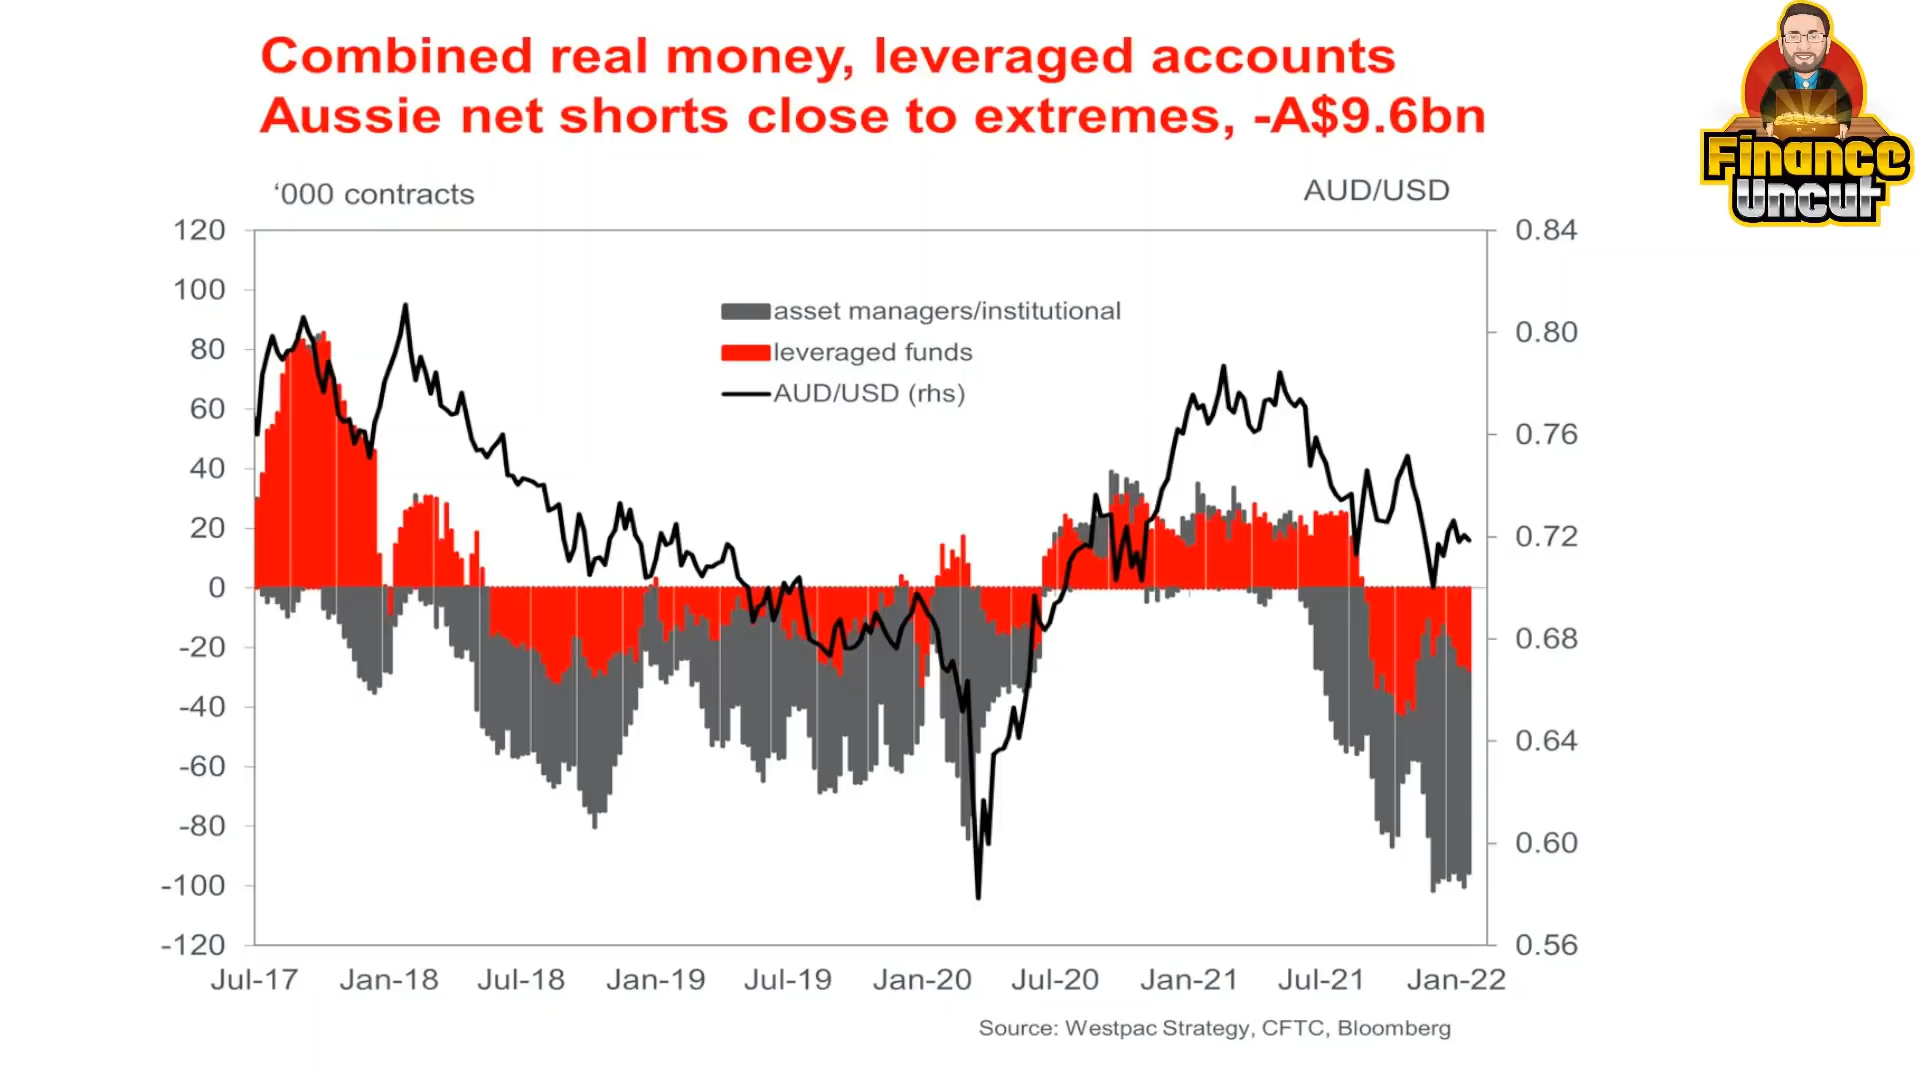 Combined real money, leveraged accounts
Aussie net shorts close to extremes, -A$9.6bn
Finance
Uncut
‘000 contracts
AUD/USD
120
100
80
60
40
20
0
-20
-40
-60
-80
-100
-120
asset managers/institutional
leveraged funds
AUD/USD (rhs)
0.84
0.80
0.76
0.72
0.68
0.64
0.60
0.56
Jul-17 Jan-18 Jul-18 Jan-19 Jul-19 Jan-20 Jul-20 Jan-21 Jul-21 Jan-22
Source: Westpac Strategy, CFTC, Bloomberg